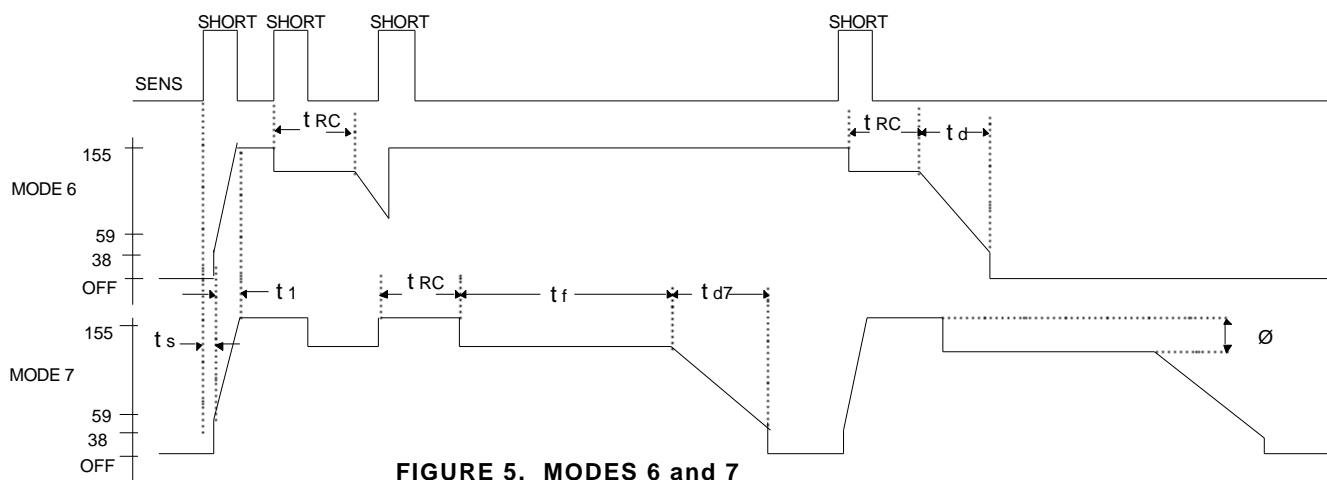 SHORT SHORT SHORT SHORT
SENS
t RC t RC t d
155
MODE 6
59
38
OFF
t 1 t RC t f t d7
155
t s Ø
MODE 7
59
38
OFF
FIGURE 5. MODES 6 and 7